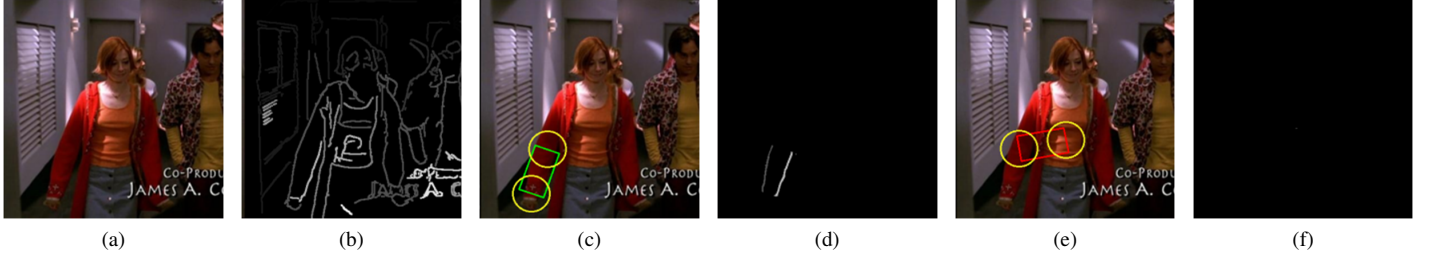 Co-Produ
James A. C
A. C
Co-Produ
James A. C
Co-Produ
James A. C
(a)
(b)
(c)
(d)
(e)
(f)